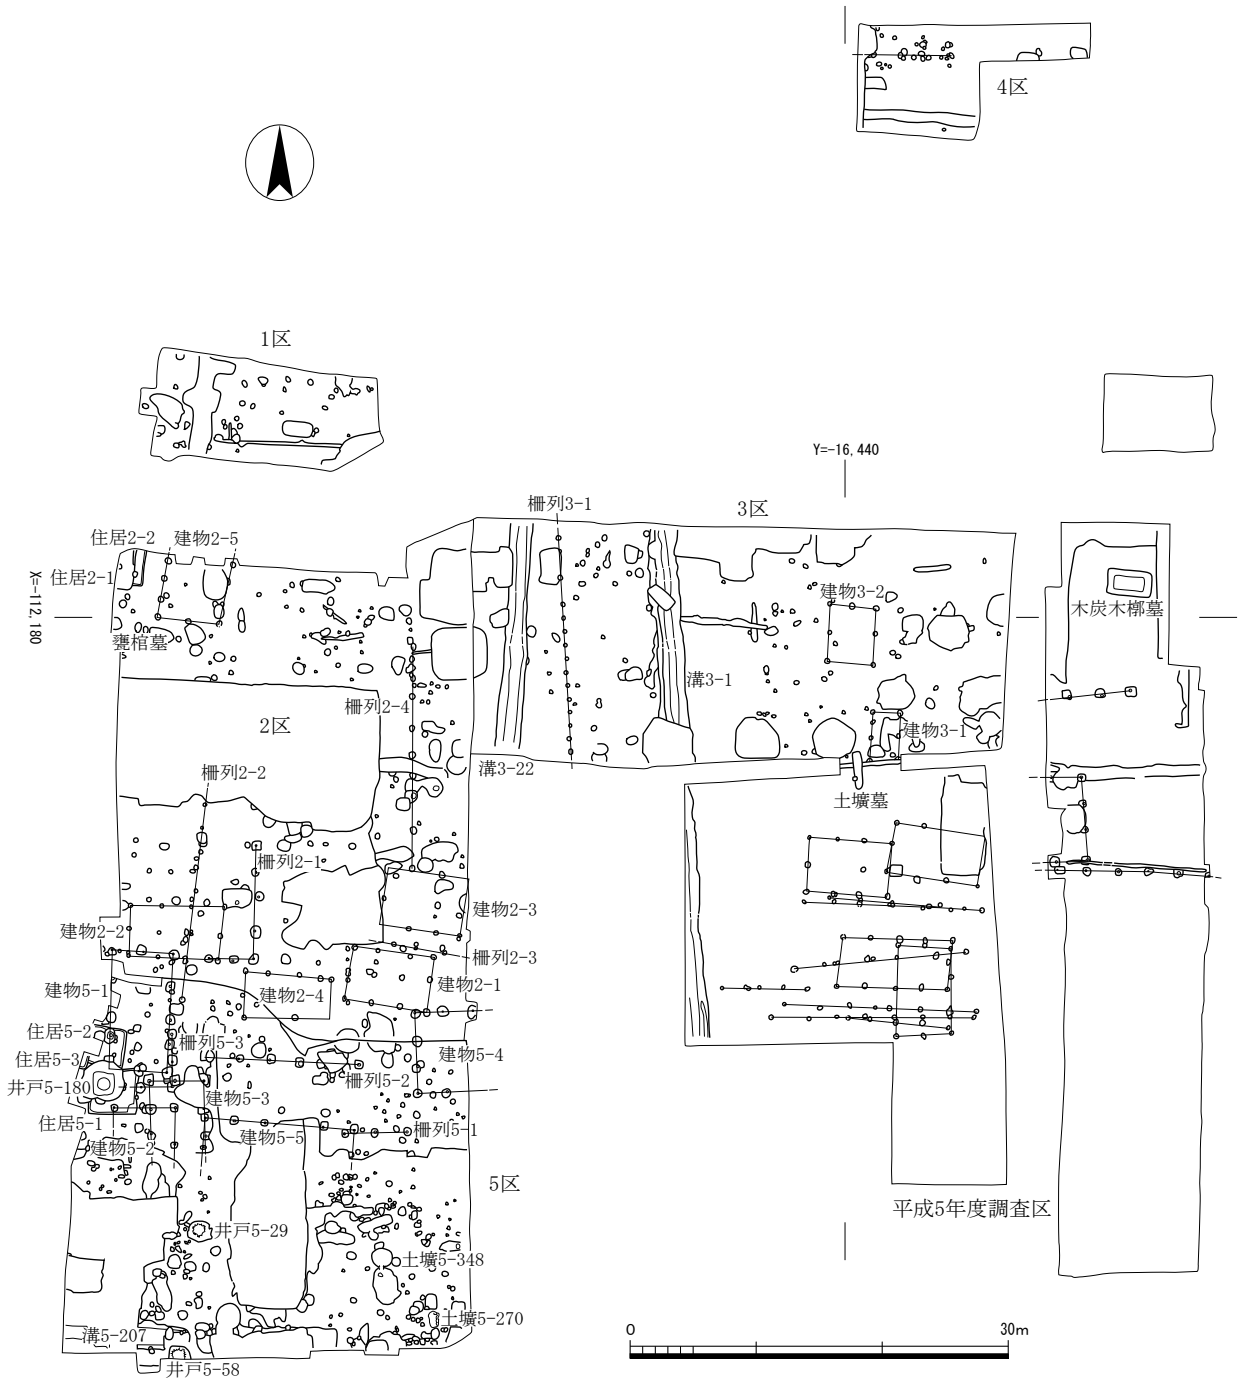 4区
1区
Y=-16,440
柵列3-1
3区
住居2-2
建物2-5
住居2-1
X=-112,180
甕棺墓
建物3-2
木炭木槨墓
溝3-1
柵列2-4
2区
建物3-1
溝3-22
柵列2-2
土壙墓
柵列2-1
建物2-3
建物2-2
柵列2-3
建物5-1
建物2-4
建物2-1
住居5-2
柵列5-3
建物5-4
住居5-3
柵列5-2
井戸5-180
建物5-3
住居5-1
建物5-5
柵列5-1
建物5-2
5区
平成5年度調査区
井戸5-29
土壙5-348
土壙5-270
溝5-207
井戸5-58
0
30m